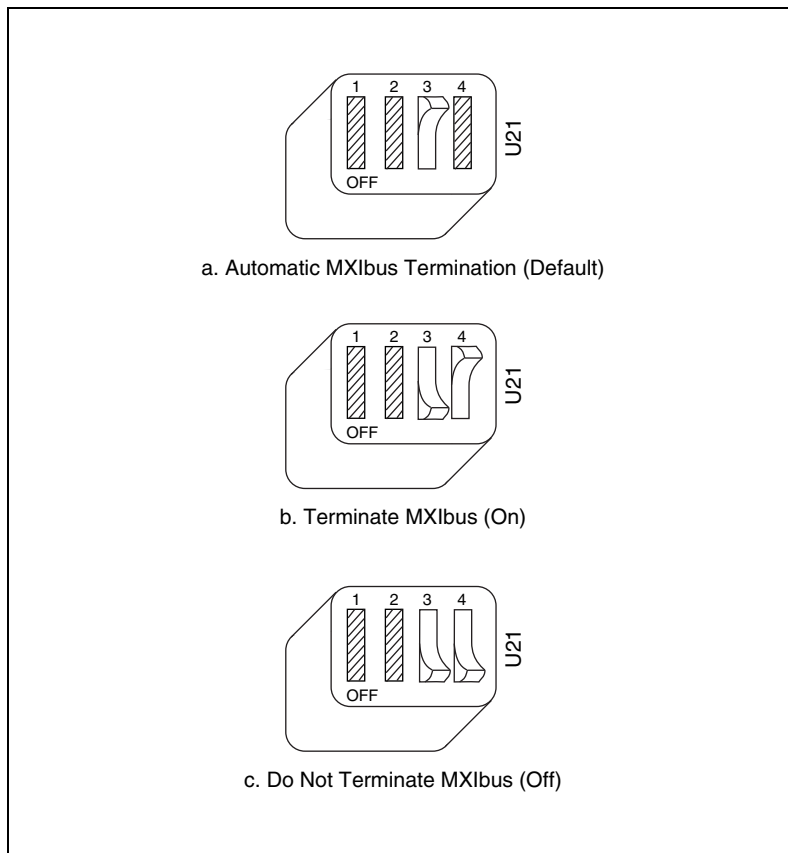 1 2 3 4
OFF
U21
a. Automatic MXIbus Termination (Default)
1 2 3 4
OFF
U21
b. Terminate MXIbus (On)
1 2 3 4
OFF
U21
c. Do Not Terminate MXIbus (Off)